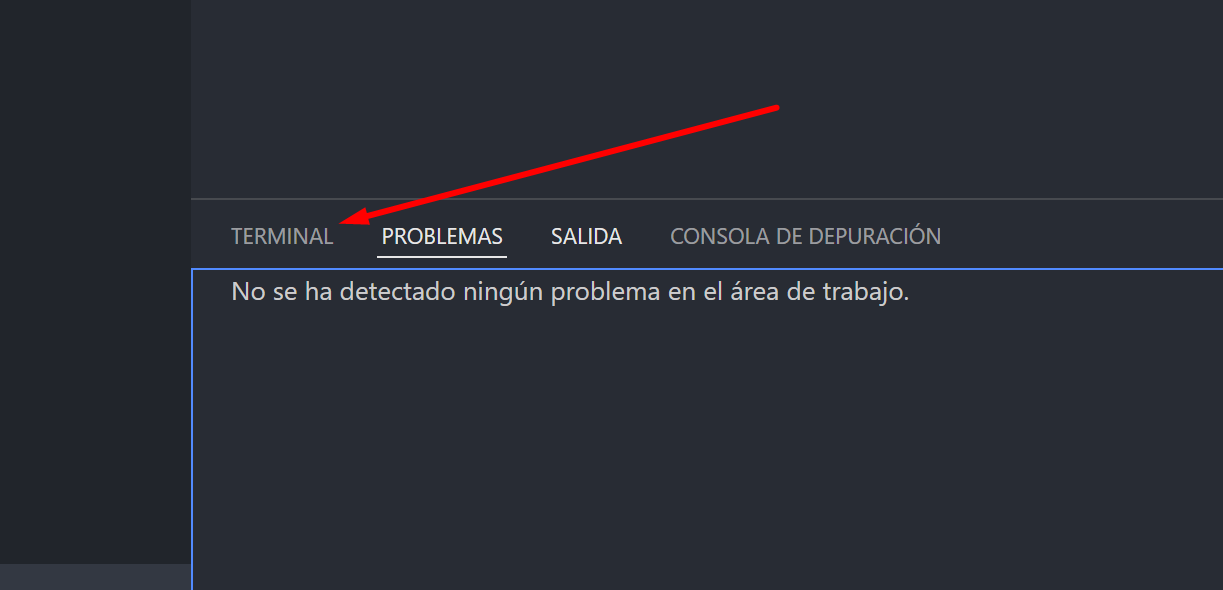 TERMINAL PROBLEMAS SALIDA CONSOLA DE DEPURACIÓN
No se ha detectado ningún problema en el área de trabajo.